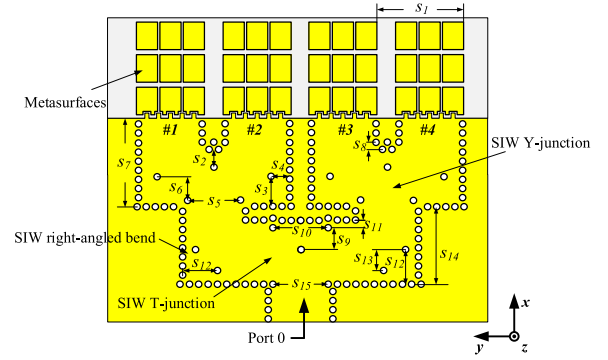 s1
Metasurfaces
#1 #2 #3 #4
s8
SIW Y-junction
s2
s7
s4
s6
s3
s5
s10
s11
s9
SIW right-angled bend
s14
s12
s13
s12
SIW T-junction
s15
x
Port 0
y
z